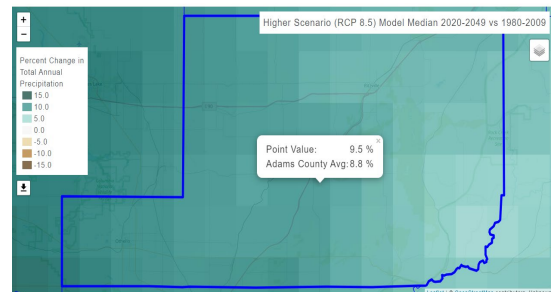 +
Higher Scenario (RCP 8.5) Model Median 2020-2049 vs 1980-2009
−
Percent Change in
Total Annual
Precipitation
15.0
10.0
5.0
0.0
-5.0
-10.0
-15.0
×
Point Value: 9.5 %
Adams County Avg: 8.8 %